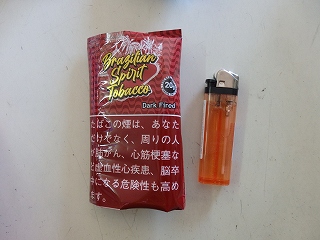 Brazilian
Spirit
Tobacco
20
Dark Fired
たばこの煙は、あなた
だけでなく、周りの人
が肺がん、心筋梗塞な
ど虚血性心疾患、脳卒
中になる危険性も高め
ます。